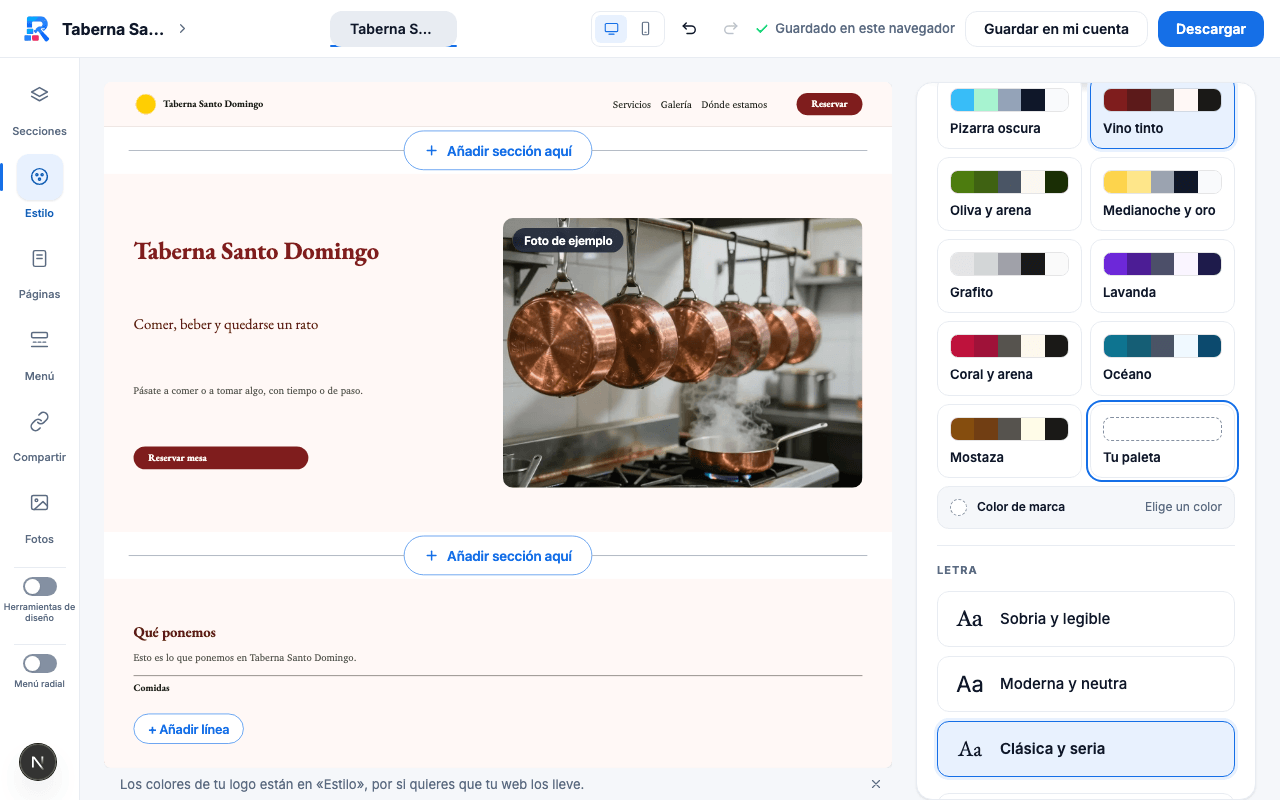 Taberna Sa...
Taberna S...
Guardado en este navegador
Guardar en mi cuenta
Descargar
Secciones
Estilo
Páginas
Menú
Compartir
Fotos
Herramientas de
diseño
Menú radial
N
Taberna Santo Domingo
Servicios
Galería
Dónde estamos
Reservar
+ Añadir sección aquí
Taberna Santo Domingo
Comer, beber y quedarse un rato
Pásate a comer o a tomar algo, con tiempo o de paso.
Reservar mesa
Foto de ejemplo
+ Añadir sección aquí
Qué ponemos
Esto es lo que ponemos en Taberna Santo Domingo.
Comidas
+ Añadir línea
Los colores de tu logo están en «Estilo», por si quieres que tu web los lleve.
Pizarra oscura
Vino tinto
Oliva y arena
Medianoche y oro
Grafito
Lavanda
Coral y arena
Océano
Mostaza
Tu paleta
Color de marca
Elige un color
LETRA
Aa Sobria y legible
Aa Moderna y neutra
Aa Clásica y seria